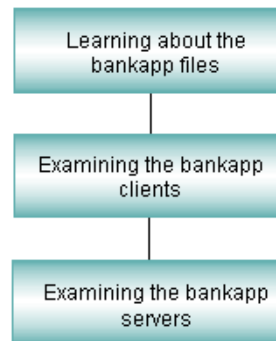 Learning about the
bankapp files
Examining the bankapp
clients
Examining the bankapp
servers